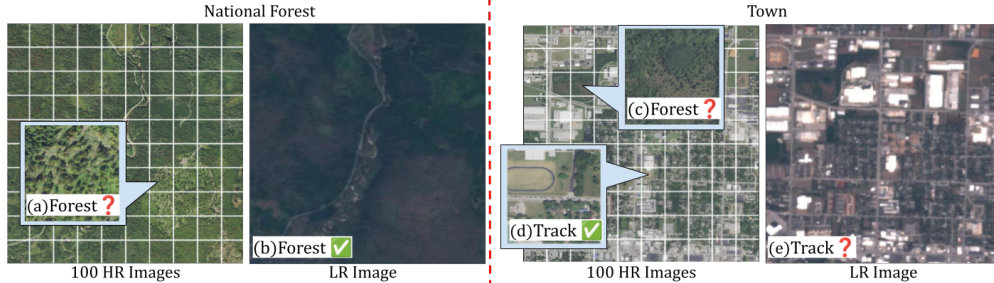 National Forest
Town
(a)Forest ❓
(b)Forest ✅
(c)Forest ❓
(d)Track ✅
(e)Track ❓
100 HR Images
LR Image
100 HR Images
LR Image